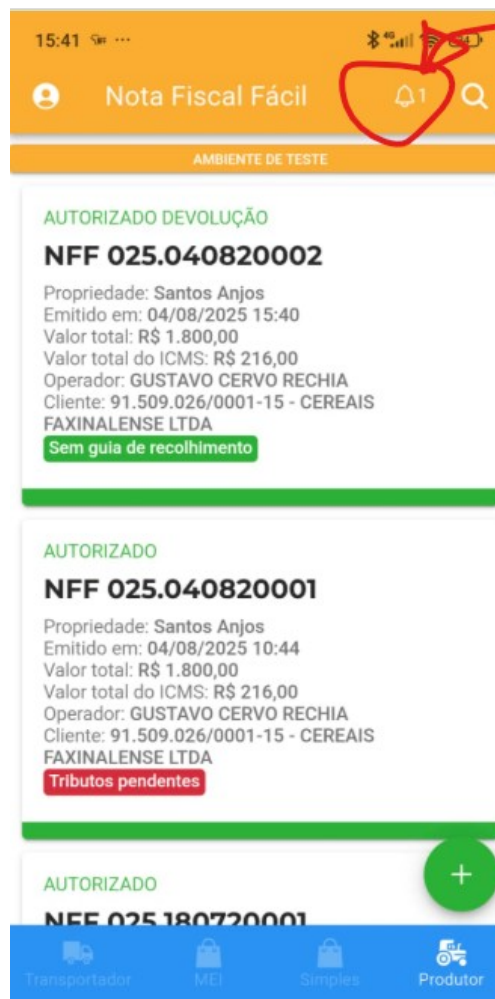 15:41
Nota Fiscal Fácil
1
AMBIENTE DE TESTE
AUTORIZADO DEVOLUÇÃO
NFF 025.040820002
Propriedade: Santos Anjos
Emitido em: 04/08/2025 15:40
Valor total: R$ 1.800,00
Valor total do ICMS: R$ 216,00
Operador: GUSTAVO CERVO RECHIA
Cliente: 91.509.026/0001-15 - CEREAIS
FAXINALENSE LTDA
Sem guia de recolhimento
AUTORIZADO
NFF 025.040820001
Propriedade: Santos Anjos
Emitido em: 04/08/2025 10:44
Valor total: R$ 1.800,00
Valor total do ICMS: R$ 216,00
Operador: GUSTAVO CERVO RECHIA
Cliente: 91.509.026/0001-15 - CEREAIS
FAXINALENSE LTDA
Tributos pendentes
AUTORIZADO
NFF 025.180720001
Transportador MEI Simples Produtor